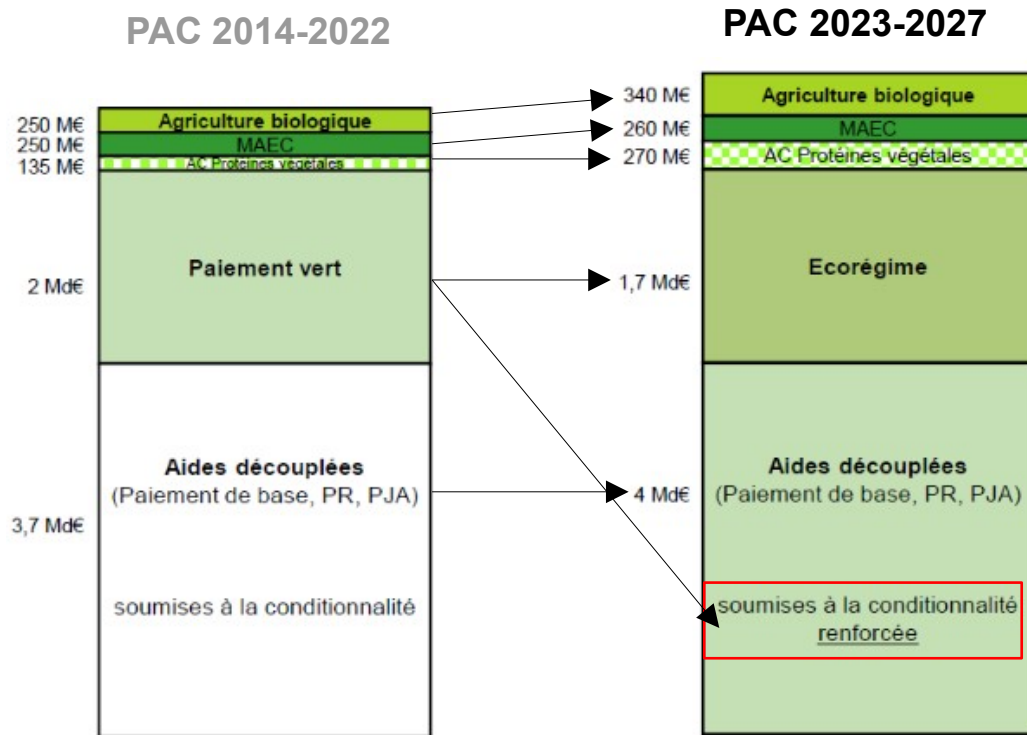 PAC 2014-2022
PAC 2023-2027
250 M€
Agriculture biologique
250 M€
MAEC
135 M€
AC Protéines végétales
2 Md€
Paiement vert
3,7 Md€
Aides découplées
(Paiement de base, PR, PJA)
soumises à la conditionnalité
340 M€
Agriculture biologique
260 M€
MAEC
270 M€
AC Protéines végétales
1,7 Md€
Ecorégime
4 Md€
Aides découplées
(Paiement de base, PR, PJA)
soumises à la conditionnalité
renforcée